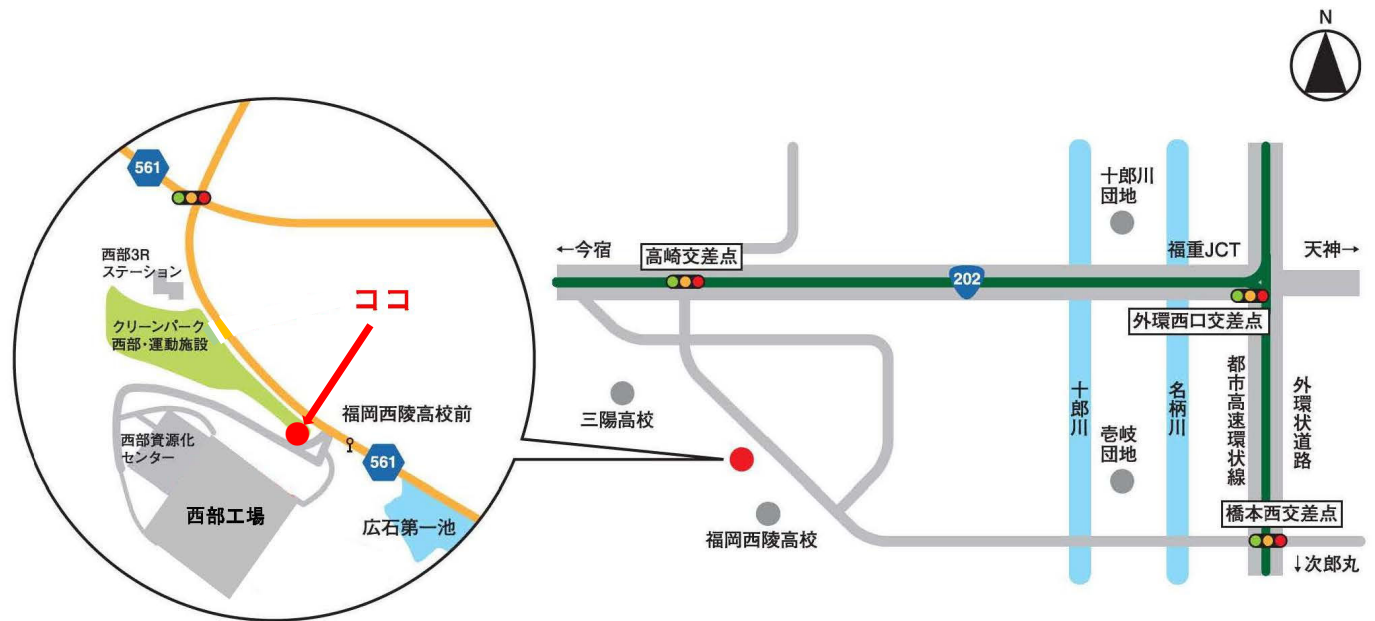 N
561
西部3R
ステーション
クリーンパーク
西部・運動施設
ココ
福岡西陵高校前
561
西部資源化
センター
西部工場
広石第一池
←今宿
高崎交差点
202
十郎川
団地
福重JCT
天神→
外環西口交差点
三陽高校
福岡西陵高校
十郎川
壱岐
団地
名柄川
都市高速環状線
外環状道路
橋本西交差点
↓次郎丸